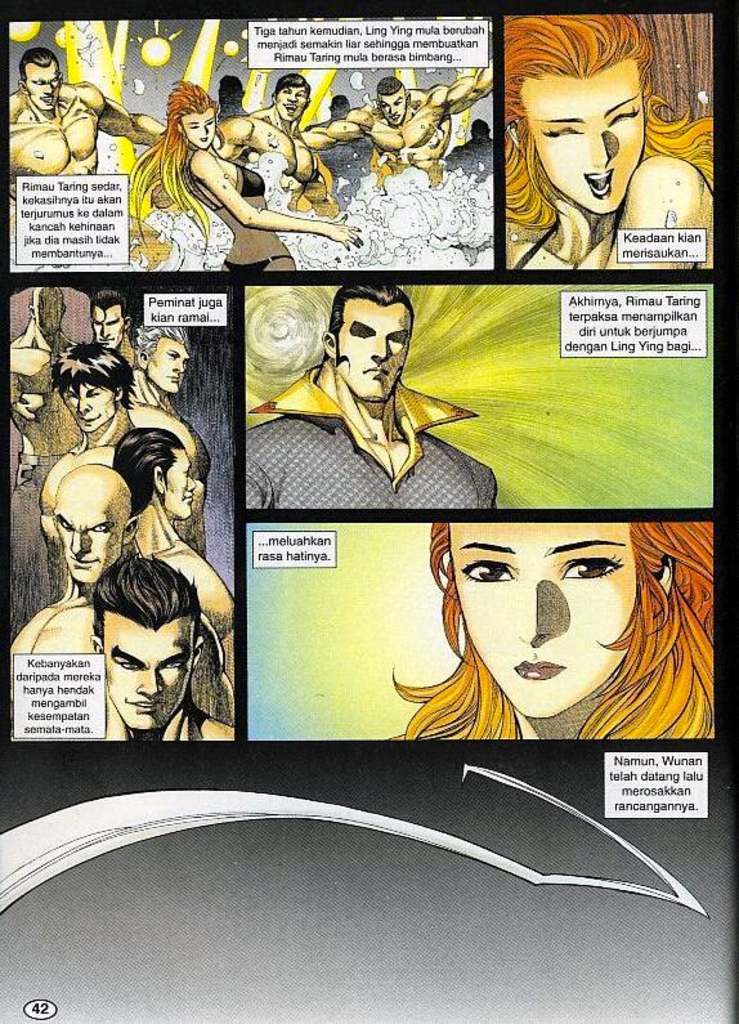 Tiga tahun kemudian, Ling Ying mula berubah
menjadi semakin liar sehingga membuatkan
Rimau Taring mula berasa bimbang...
Rimau Taring sedar,
kekasihnya itu akan
terjurumus ke dalam
kancah kehinaan
jika dia masih tidak
membantunya...
Keadaan kian
merisaukan...
Peminat juga
kian ramai...
Kebanyakan
daripada mereka
hanya hendak
mengambil
kesempatan
semata-mata.
Akhirnya, Rimau Taring
terpaksa menampilkan
diri untuk berjumpa
dengan Ling Ying bagi...
...meluahkan
rasa hatinya.
Namun, Wunan
telah datang lalu
merosakkan
rancangannya.
42